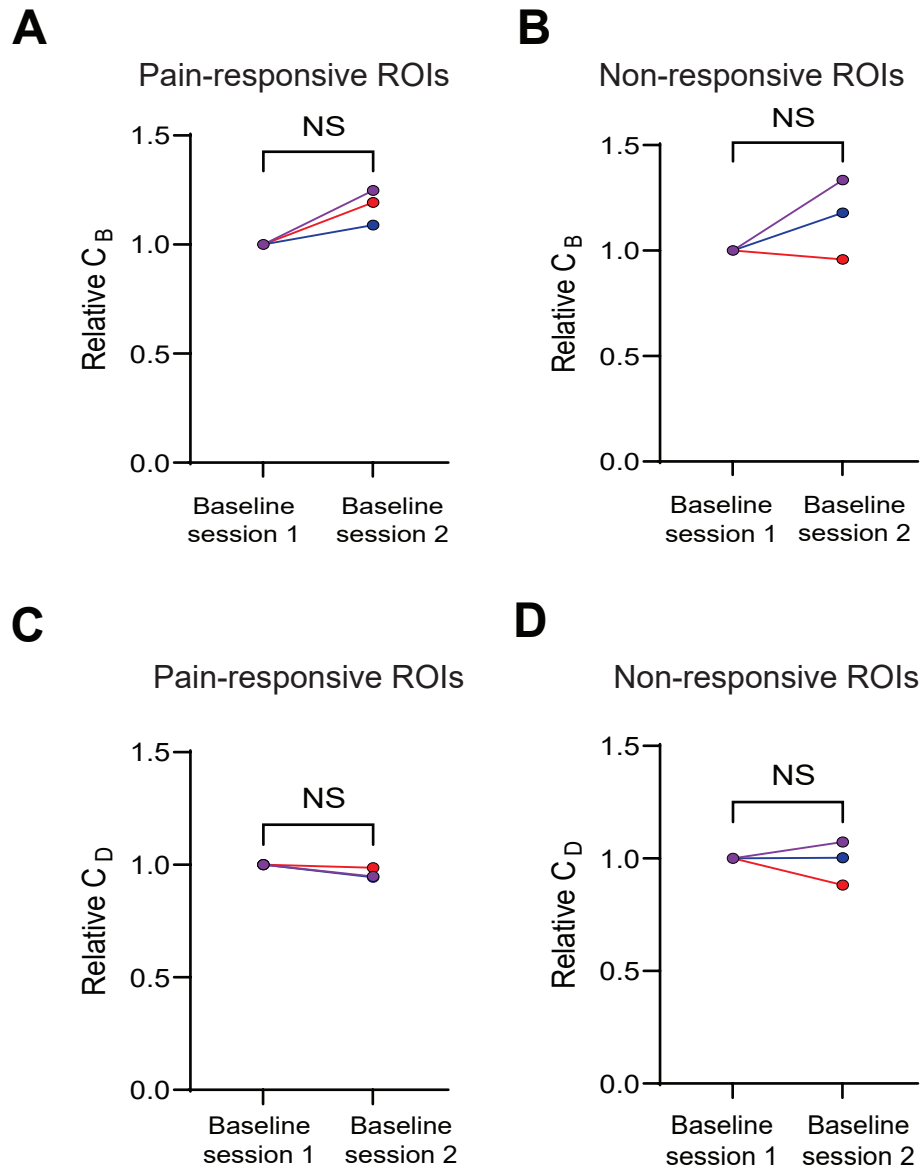 A
Pain-responsive ROIs
NS
1.5
1.0
0.5
0.0
Relative C_B
Baseline session 1
Baseline session 2
B
Non-responsive ROIs
NS
1.5
1.0
0.5
0.0
Relative C_B
Baseline session 1
Baseline session 2
C
Pain-responsive ROIs
NS
1.5
1.0
0.5
0.0
Relative C_D
Baseline session 1
Baseline session 2
D
Non-responsive ROIs
NS
1.5
1.0
0.5
0.0
Relative C_D
Baseline session 1
Baseline session 2